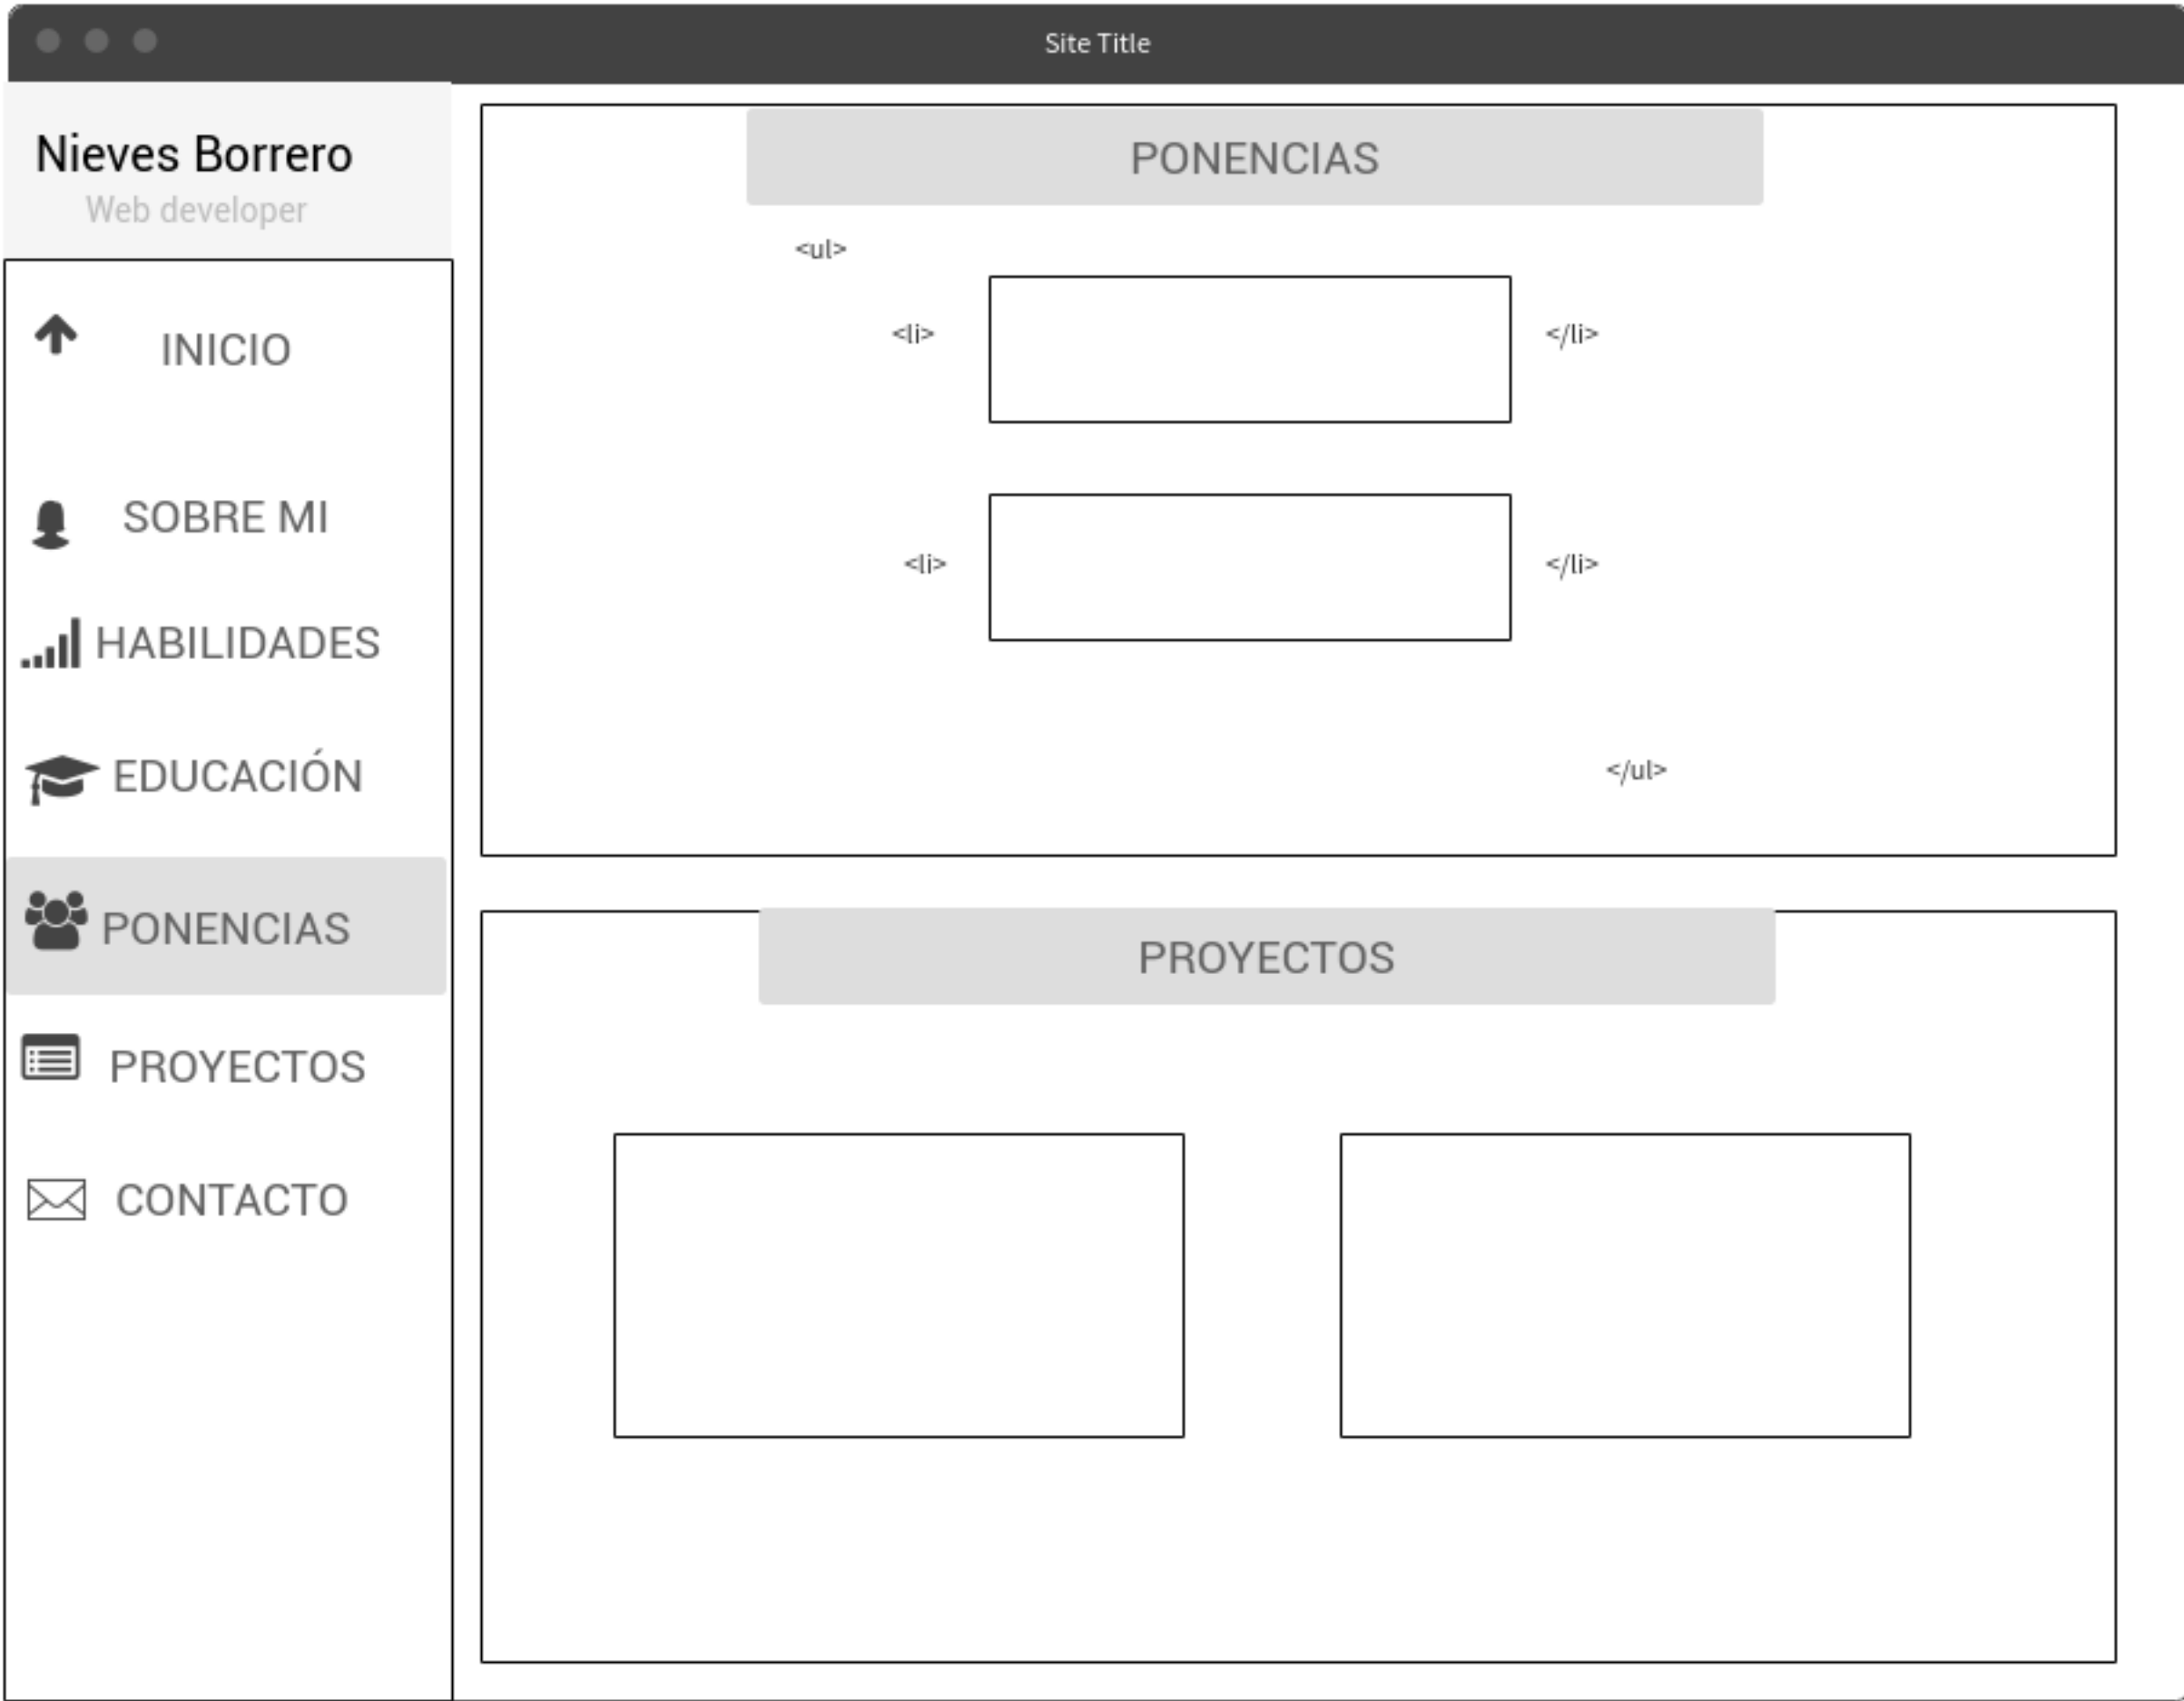 Site Title
Nieves Borrero
Web developer
INICIO
SOBRE MI
HABILIDADES
EDUCACIÓN
PONENCIAS
PROYECTOS
CONTACTO
PONENCIAS
<ul>
<li> </li>
<li> </li>
</ul>
PROYECTOS